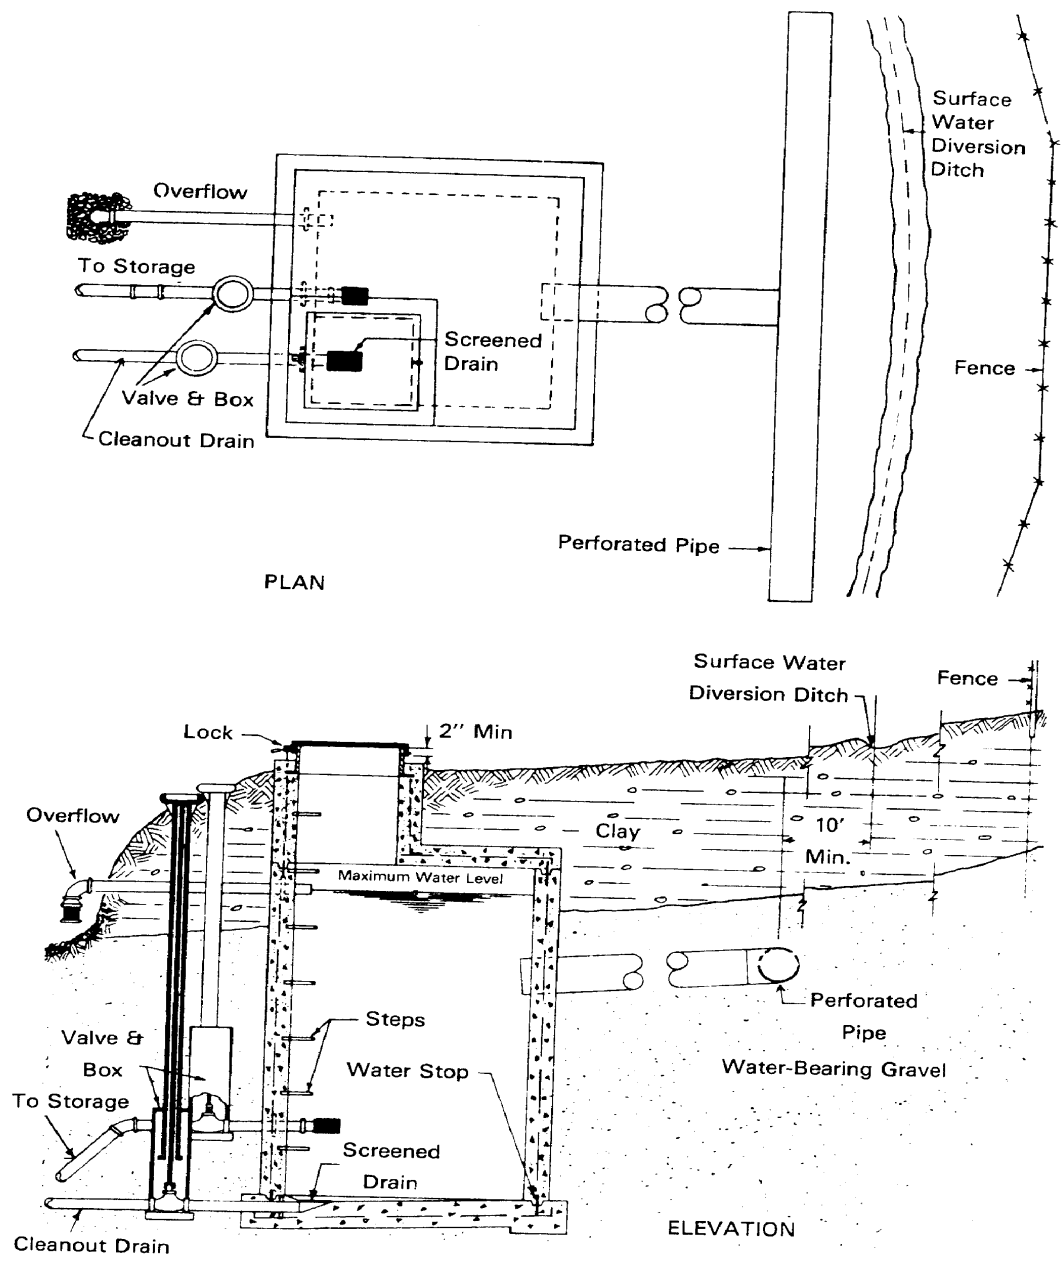 Surface
Water
Diversion
Ditch
Overflow
To Storage
Screened
Drain
Fence
Valve & Box
Cleanout Drain
Perforated Pipe
PLAN
Surface Water
Diversion Ditch
Fence
Lock
2″ Min
Overflow
Clay
10'
Min.
Maximum Water Level
Perforated
Pipe
Steps
Valve &
Box
Water Stop
Water-Bearing Gravel
To Storage
Screened
Drain
ELEVATION
Cleanout Drain